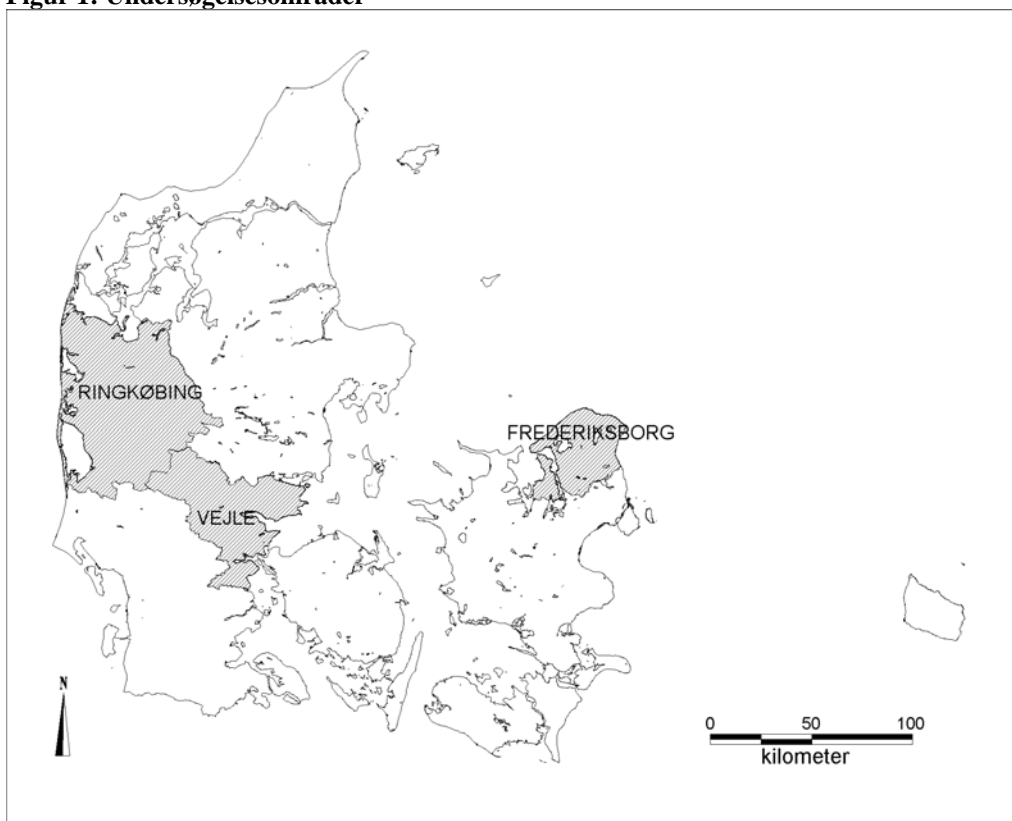 Figur 1: Undersøgelsesområder
RINGKØBING
FREDERIKSBORG
VEJLE
N
0 50 100
kilometer